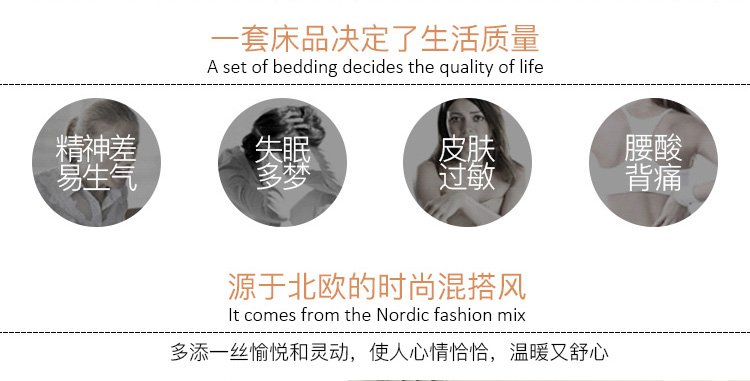 一套床品决定了生活质量
A set of bedding decides the quality of life
精神差
易生气
失眠
多梦
皮肤
过敏
腰酸
背痛
源于北欧的时尚混搭风
It comes from the Nordic fashion mix
多添一丝愉悦和灵动，使人心情恰恰，温暖又舒心